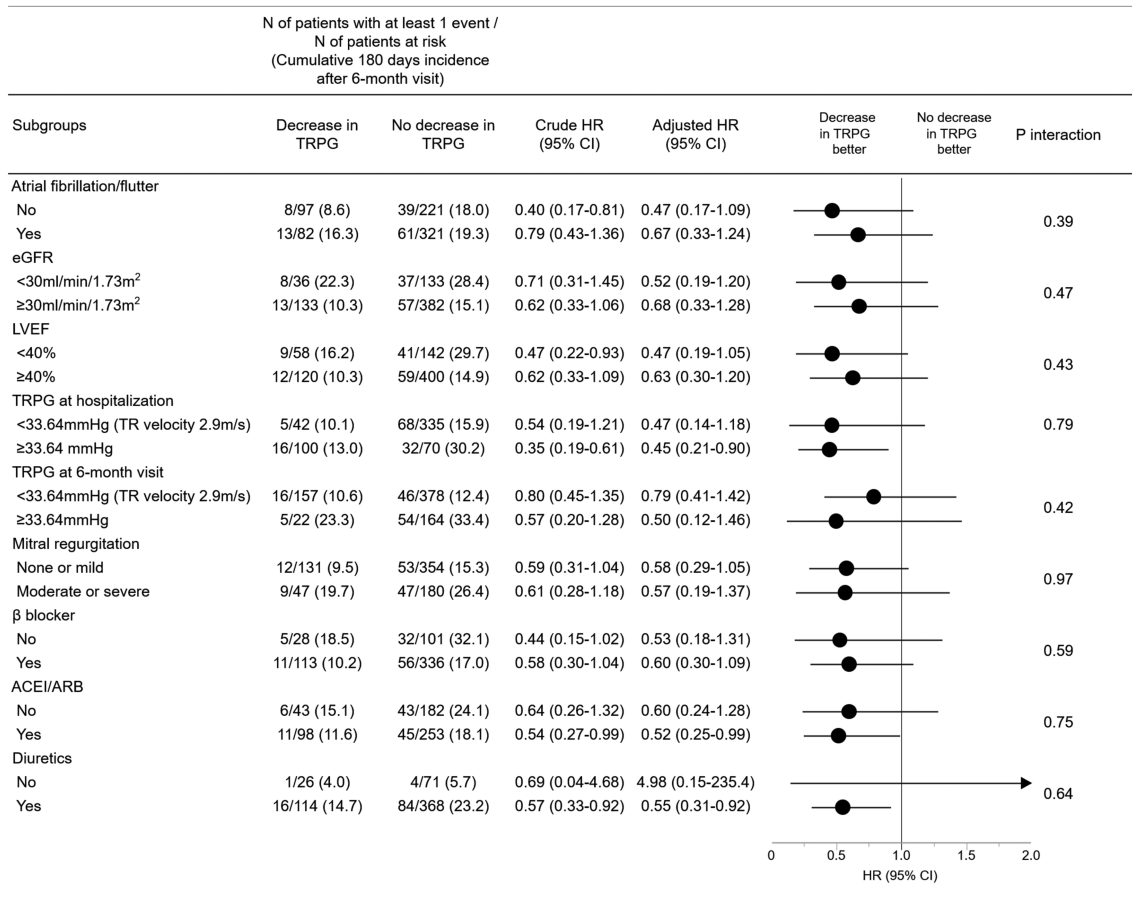 N of patients with at least 1 event /
N of patients at risk
(Cumulative 180 days incidence
after 6-month visit)
Subgroups Decrease in TRPG No decrease in TRPG Crude HR (95% CI) Adjusted HR (95% CI) Decrease in TRPG better No decrease in TRPG better P interaction
Atrial fibrillation/flutter
No 8/97 (8.6) 39/221 (18.0) 0.40 (0.17-0.81) 0.47 (0.17-1.09)
0.39
Yes 13/82 (16.3) 61/321 (19.3) 0.79 (0.43-1.36) 0.67 (0.33-1.24)
eGFR
<30ml/min/1.73m² 8/36 (22.3) 37/133 (28.4) 0.71 (0.31-1.45) 0.52 (0.19-1.20)
0.47
≥30ml/min/1.73m² 13/133 (10.3) 57/382 (15.1) 0.62 (0.33-1.06) 0.68 (0.33-1.28)
LVEF
<40% 9/58 (16.2) 41/142 (29.7) 0.47 (0.22-0.93) 0.47 (0.19-1.05)
0.43
≥40% 12/120 (10.3) 59/400 (14.9) 0.62 (0.33-1.09) 0.63 (0.30-1.20)
TRPG at hospitalization
<33.64mmHg (TR velocity 2.9m/s) 5/42 (10.1) 68/335 (15.9) 0.54 (0.19-1.21) 0.47 (0.14-1.18) 0.79
≥33.64 mmHg 16/100 (13.0) 32/70 (30.2) 0.35 (0.19-0.61) 0.45 (0.21-0.90)
TRPG at 6-month visit
<33.64mmHg (TR velocity 2.9m/s) 16/157 (10.6) 46/378 (12.4) 0.80 (0.45-1.35) 0.79 (0.41-1.42)
0.42
≥33.64mmHg 5/22 (23.3) 54/164 (33.4) 0.57 (0.20-1.28) 0.50 (0.12-1.46)
Mitral regurgitation
None or mild 12/131 (9.5) 53/354 (15.3) 0.59 (0.31-1.04) 0.58 (0.29-1.05)
0.97
Moderate or severe 9/47 (19.7) 47/180 (26.4) 0.61 (0.28-1.18) 0.57 (0.19-1.37)
β blocker
No 5/28 (18.5) 32/101 (32.1) 0.44 (0.15-1.02) 0.53 (0.18-1.31)
0.59
Yes 11/113 (10.2) 56/336 (17.0) 0.58 (0.30-1.04) 0.60 (0.30-1.09)
ACEI/ARB
No 6/43 (15.1) 43/182 (24.1) 0.64 (0.26-1.32) 0.60 (0.24-1.28)
0.75
Yes 11/98 (11.6) 45/253 (18.1) 0.54 (0.27-0.99) 0.52 (0.25-0.99)
Diuretics
No 1/26 (4.0) 4/71 (5.7) 0.69 (0.04-4.68) 4.98 (0.15-235.4)
0.64
Yes 16/114 (14.7) 84/368 (23.2) 0.57 (0.33-0.92) 0.55 (0.31-0.92)
0 0.5 1.0 1.5 2.0
HR (95% CI)